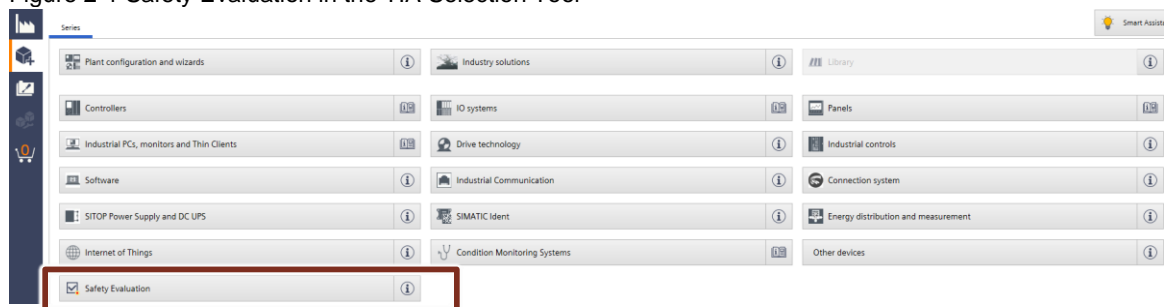 Figure 2-1 Safety Evaluation in the TIA Selection Tool
Series
Smart Assist
Plant configuration and wizards
Industry solutions
Library
Controllers
IO systems
Panels
Industrial PCs, monitors and Thin Clients
Drive technology
Industrial controls
Software
Industrial Communication
Connection system
SITOP Power Supply and DC UPS
SIMATIC Ident
Energy distribution and measurement
Internet of Things
Condition Monitoring Systems
Other devices
0
Safety Evaluation